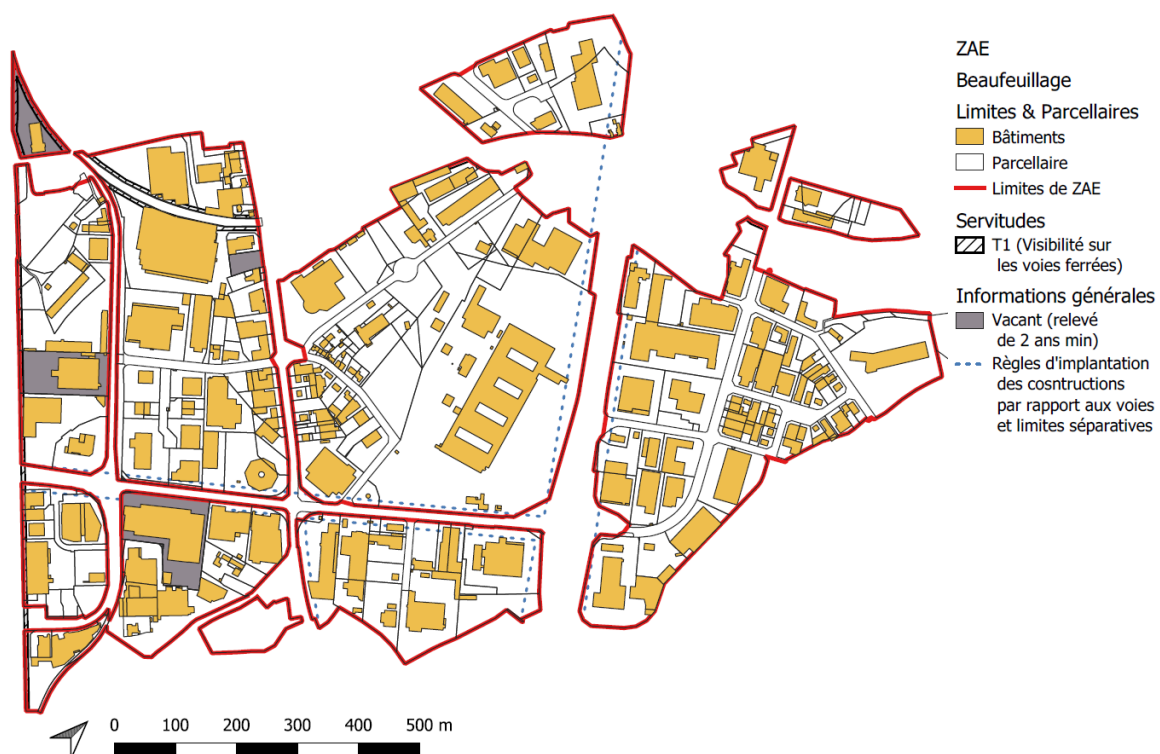 ZAE
Beaufeuillage
Limites & Parcellaires
Bâtiments
Parcellaire
Limites de ZAE
Servitudes
T1 (Visibilité sur
les voies ferrées)
Informations générales
Vacant (relevé
de 2 ans min)
Règles d'implantation
des cosntructions
par rapport aux voies
et limites séparatives
0 100 200 300 400 500 m